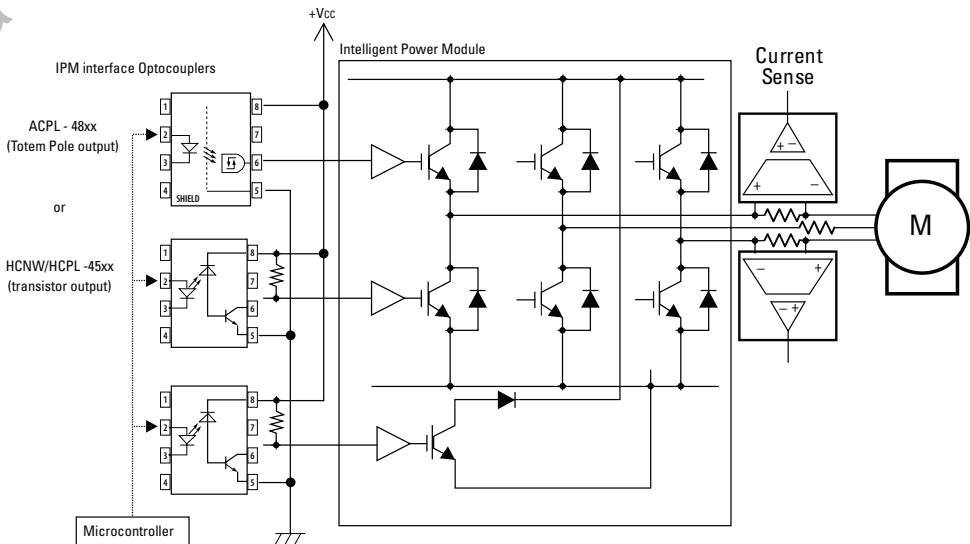 +Vcc
Intelligent Power Module
IPM interface Optocouplers
Current
Sense
ACPL - 48xx
(Totem Pole output)
1
2
3
4
8
7
6
5
SHIELD
+ -
+ -
or
M
HCNW/HCPL -45xx
(transistor output)
1
2
3
4
8
7
6
5
- +
- +
1
2
3
4
8
7
6
5
Microcontroller